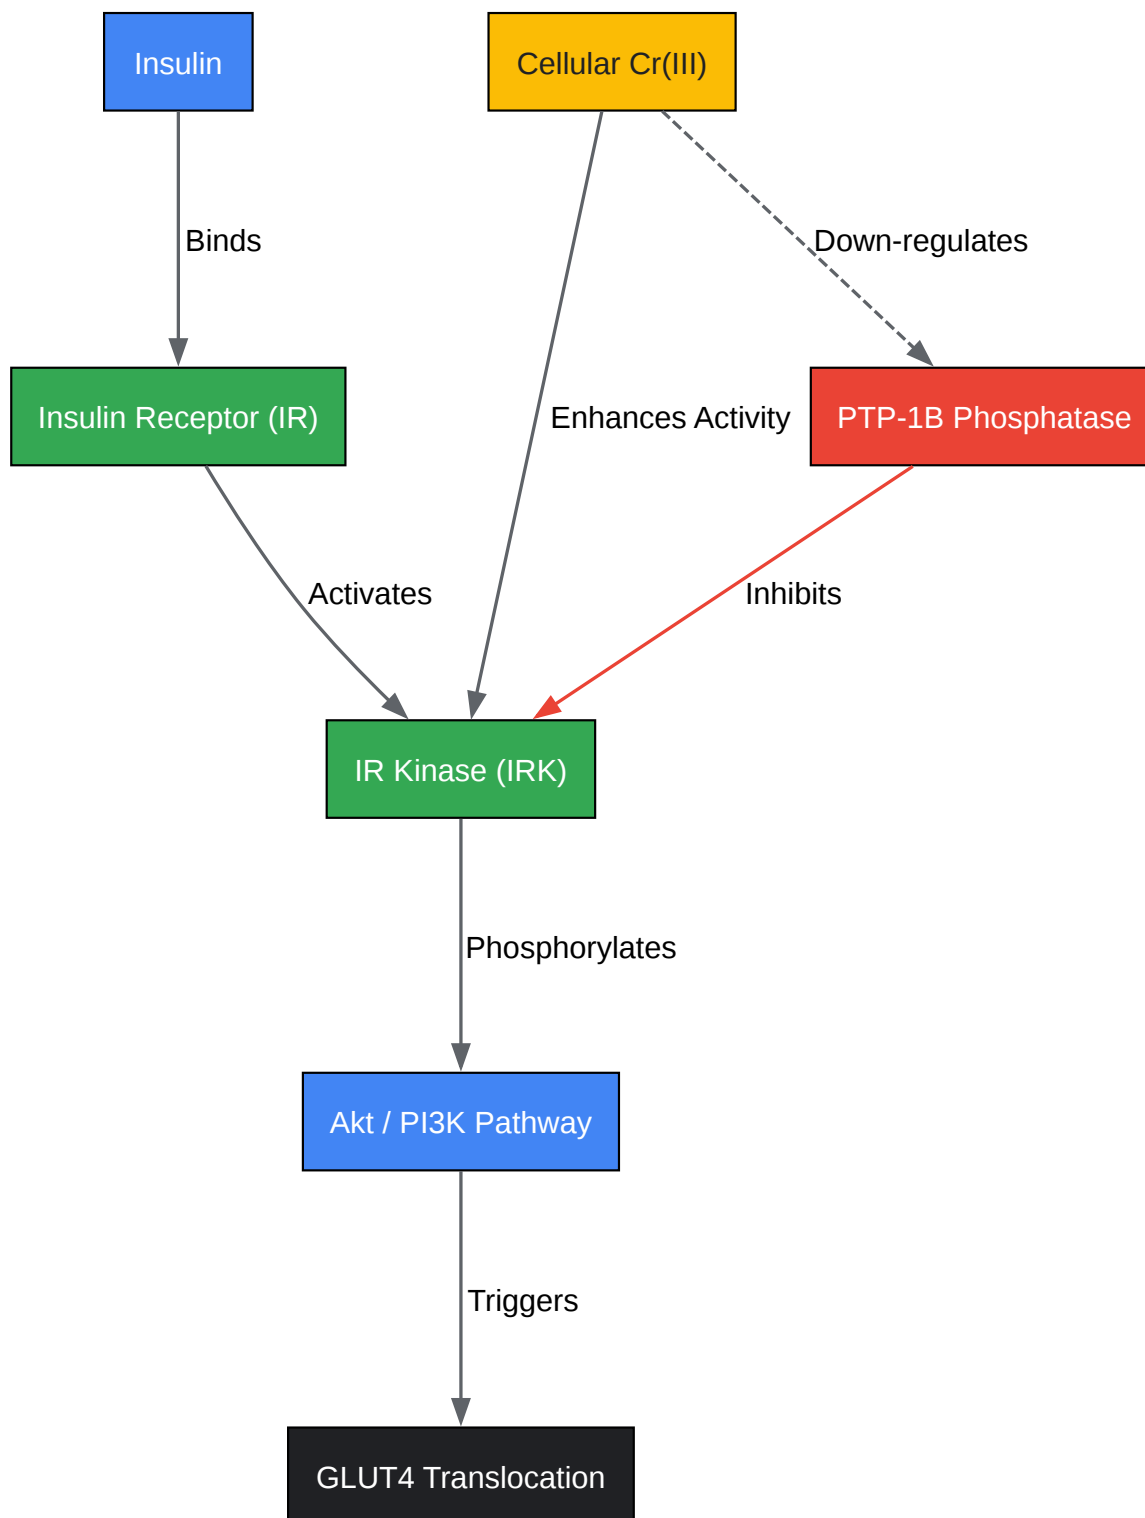 Insulin
Cellular Cr(III)
Binds
Down-regulates
Insulin Receptor (IR)
Enhances Activity
PTP-1B Phosphatase
Activates
Inhibits
IR Kinase (IRK)
Phosphorylates
Akt / PI3K Pathway
Triggers
GLUT4 Translocation